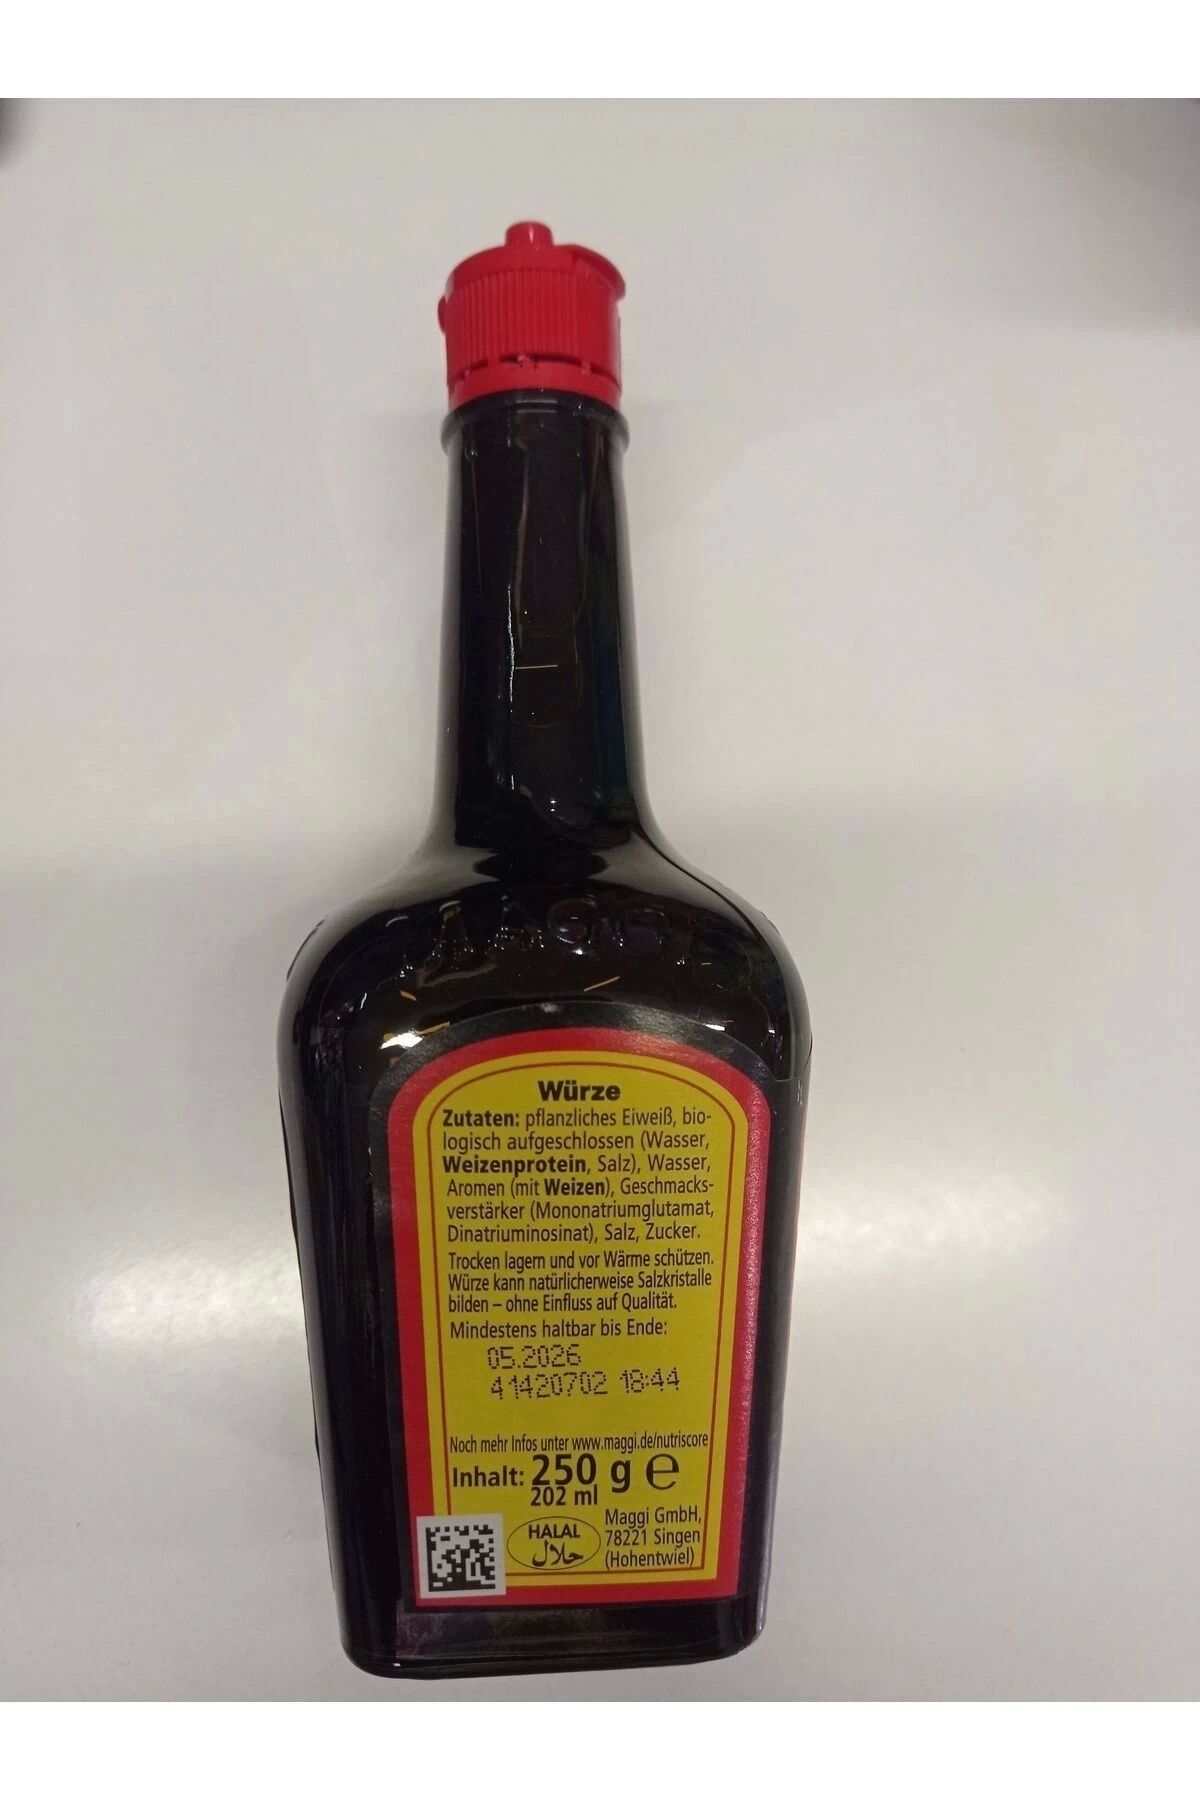 MAGGI
Würze
Zutaten: pflanzliches Eiweiß, bio-
logisch aufgeschlossen (Wasser,
Weizenprotein, Salz), Wasser,
Aromen (mit Weizen), Geschmacks-
verstärker (Mononatriumglutamat,
Dinatriuminosinat), Salz, Zucker.
Trocken lagern und vor Wärme schützen.
Würze kann natürlicherweise Salzkristalle
bilden – ohne Einfluss auf Qualität.
Mindestens haltbar bis Ende:
05.2026
41420702 18:44
Noch mehr Infos unter www.maggi.de/nutriscore
Inhalt: 250 g ℮
202 ml
HALAL
حلال
Maggi GmbH,
78221 Singen
(Hohentwiel)